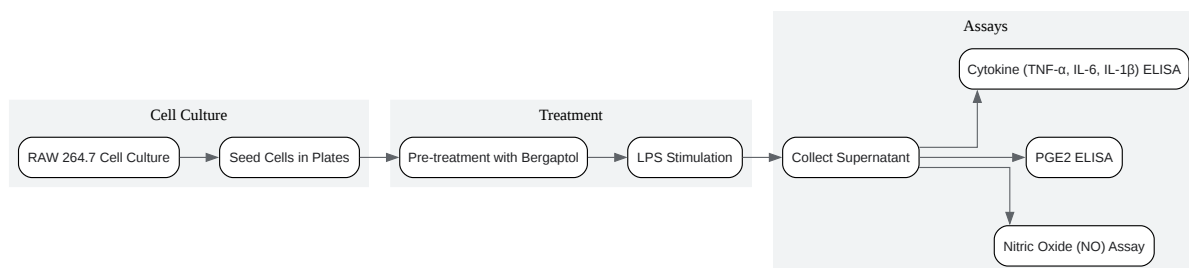 Cell Culture
RAW 264.7 Cell Culture
Seed Cells in Plates
Treatment
Pre-treatment with Bergaptol
LPS Stimulation
Assays
Collect Supernatant
Cytokine (TNF-α, IL-6, IL-1β) ELISA
PGE2 ELISA
Nitric Oxide (NO) Assay